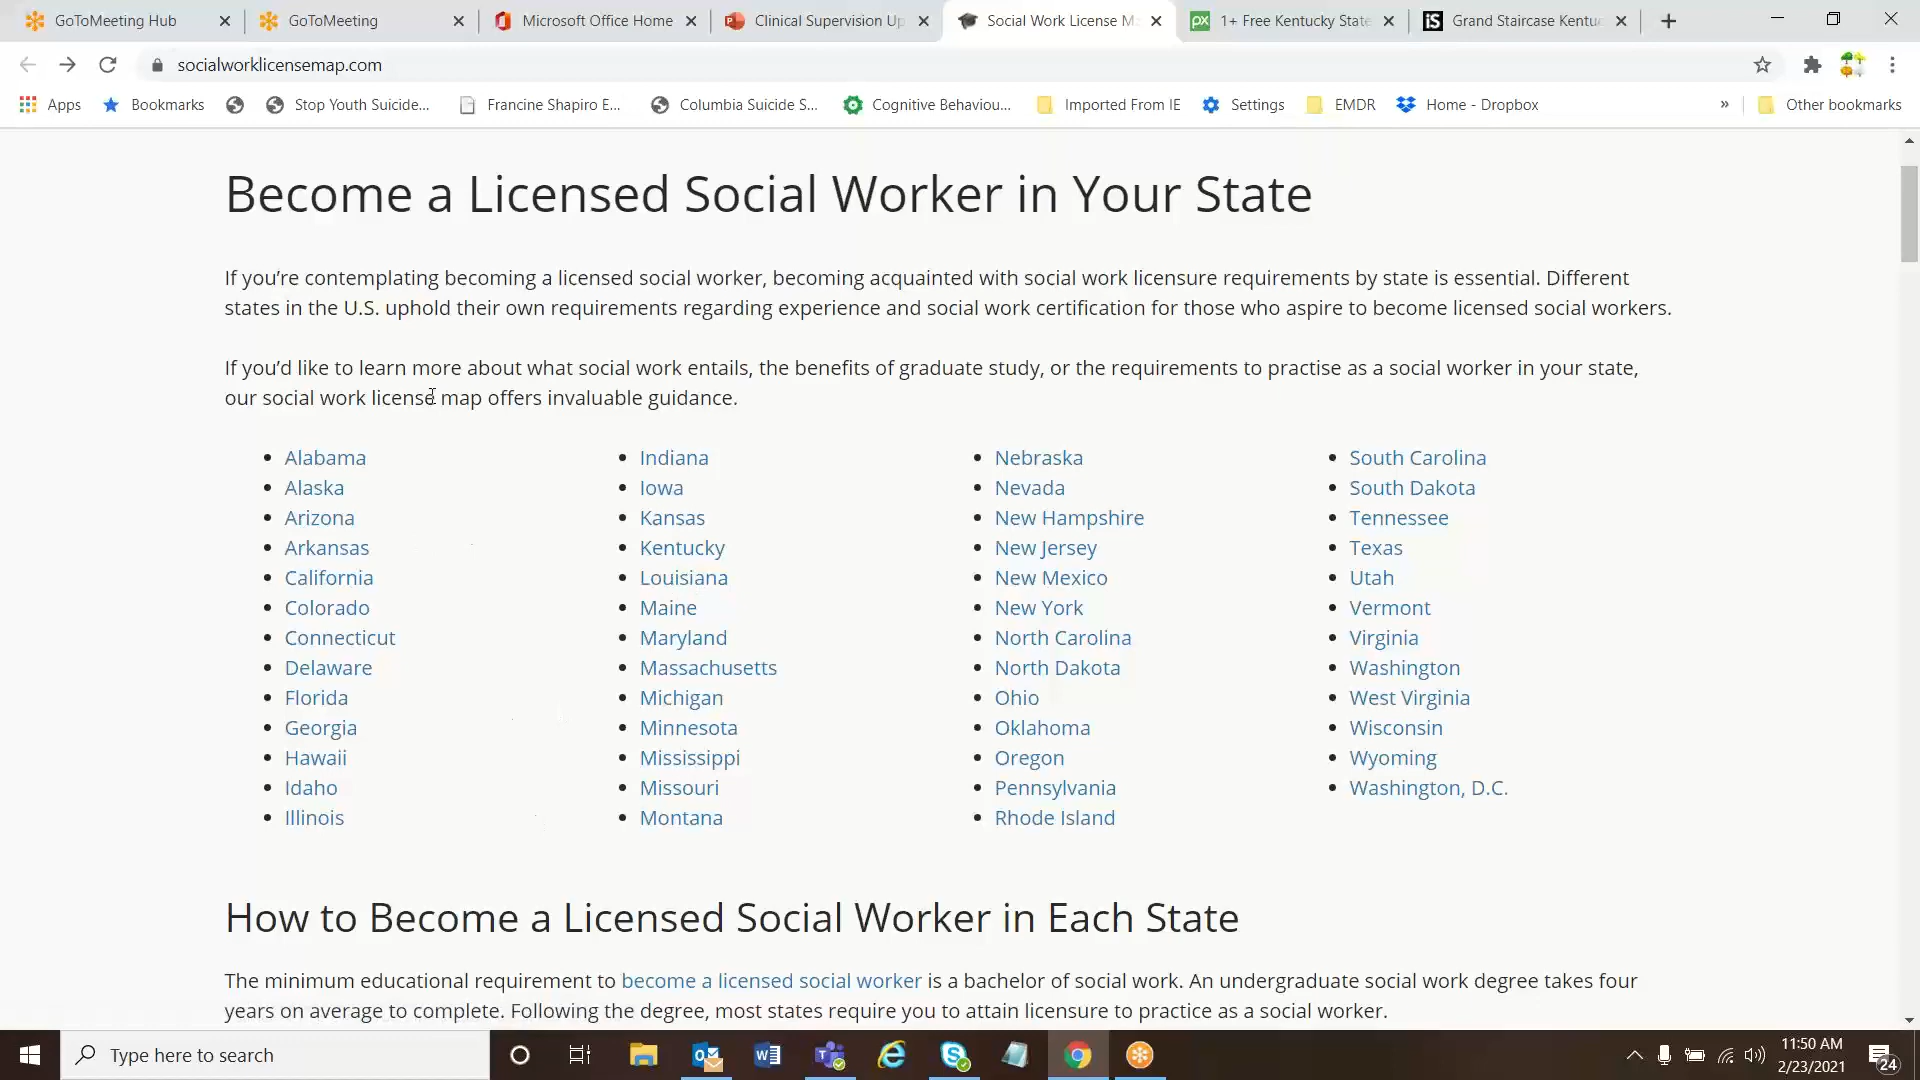 GoToMeeting Hub
GoToMeeting
Microsoft Office Home
Clinical Supervision Up
Social Work License M
1+ Free Kentucky State
Grand Staircase Kentu
socialworklicensemap.com
Apps
Bookmarks
Stop Youth Suicide...
Francine Shapiro E...
Columbia Suicide S...
Cognitive Behaviou...
Imported From IE
Settings
EMDR
Home - Dropbox
»
Other bookmarks
Become a Licensed Social Worker in Your State
If you’re contemplating becoming a licensed social worker, becoming acquainted with social work licensure requirements by state is essential. Different
states in the U.S. uphold their own requirements regarding experience and social work certification for those who aspire to become licensed social workers.
If you’d like to learn more about what social work entails, the benefits of graduate study, or the requirements to practise as a social worker in your state,
our social work license map offers invaluable guidance.
Alabama
Alaska
Arizona
Arkansas
California
Colorado
Connecticut
Delaware
Florida
Georgia
Hawaii
Idaho
Illinois
Indiana
Iowa
Kansas
Kentucky
Louisiana
Maine
Maryland
Massachusetts
Michigan
Minnesota
Mississippi
Missouri
Montana
Nebraska
Nevada
New Hampshire
New Jersey
New Mexico
New York
North Carolina
North Dakota
Ohio
Oklahoma
Oregon
Pennsylvania
Rhode Island
South Carolina
South Dakota
Tennessee
Texas
Utah
Vermont
Virginia
Washington
West Virginia
Wisconsin
Wyoming
Washington, D.C.
How to Become a Licensed Social Worker in Each State
The minimum educational requirement to become a licensed social worker is a bachelor of social work. An undergraduate social work degree takes four
years on average to complete. Following the degree, most states require you to attain licensure to practice as a social worker.
Type here to search
11:50 AM
2/23/2021
24